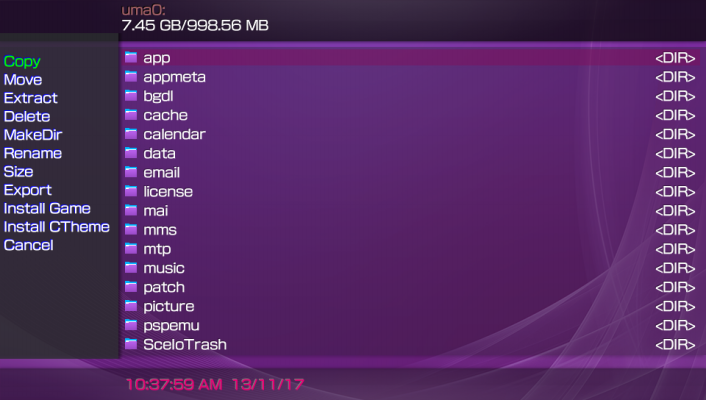 uma0:
7.45 GB/998.56 MB
Copy
Move
Extract
Delete
MakeDir
Rename
Size
Export
Install Game
Install CTheme
Cancel
app <DIR>
appmeta <DIR>
bgdl <DIR>
cache <DIR>
calendar <DIR>
data <DIR>
email <DIR>
license <DIR>
mai <DIR>
mms <DIR>
mtp <DIR>
music <DIR>
patch <DIR>
picture <DIR>
pspemu <DIR>
SceIoTrash <DIR>
10:37:59 AM 13/11/17